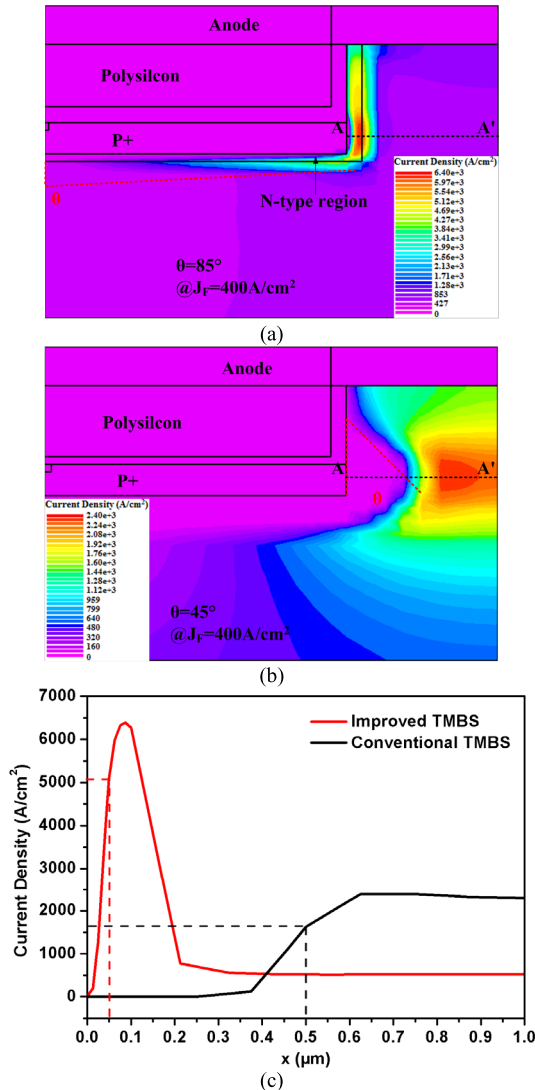 Anode
Polysilcon
P+
A
A'
N-type region
θ
θ=85°
@J_F=400A/cm²
Current Density (A/cm²)
6.40e+3
5.97e+3
5.54e+3
5.12e+3
4.69e+3
4.27e+3
3.84e+3
3.41e+3
2.99e+3
2.56e+3
2.13e+3
1.71e+3
1.28e+3
853
427
0
(a)
Anode
Polysilcon
P+
A
A'
θ
θ=45°
@J_F=400A/cm²
Current Density (A/cm²)
2.40e+3
2.24e+3
2.08e+3
1.92e+3
1.76e+3
1.60e+3
1.44e+3
1.28e+3
1.12e+3
959
799
640
480
320
160
0
(b)
Improved TMBS
Conventional TMBS
Current Density (A/cm²)
7000
6000
5000
4000
3000
2000
1000
0
0.0 0.1 0.2 0.3 0.4 0.5 0.6 0.7 0.8 0.9 1.0
x (μm)
(c)